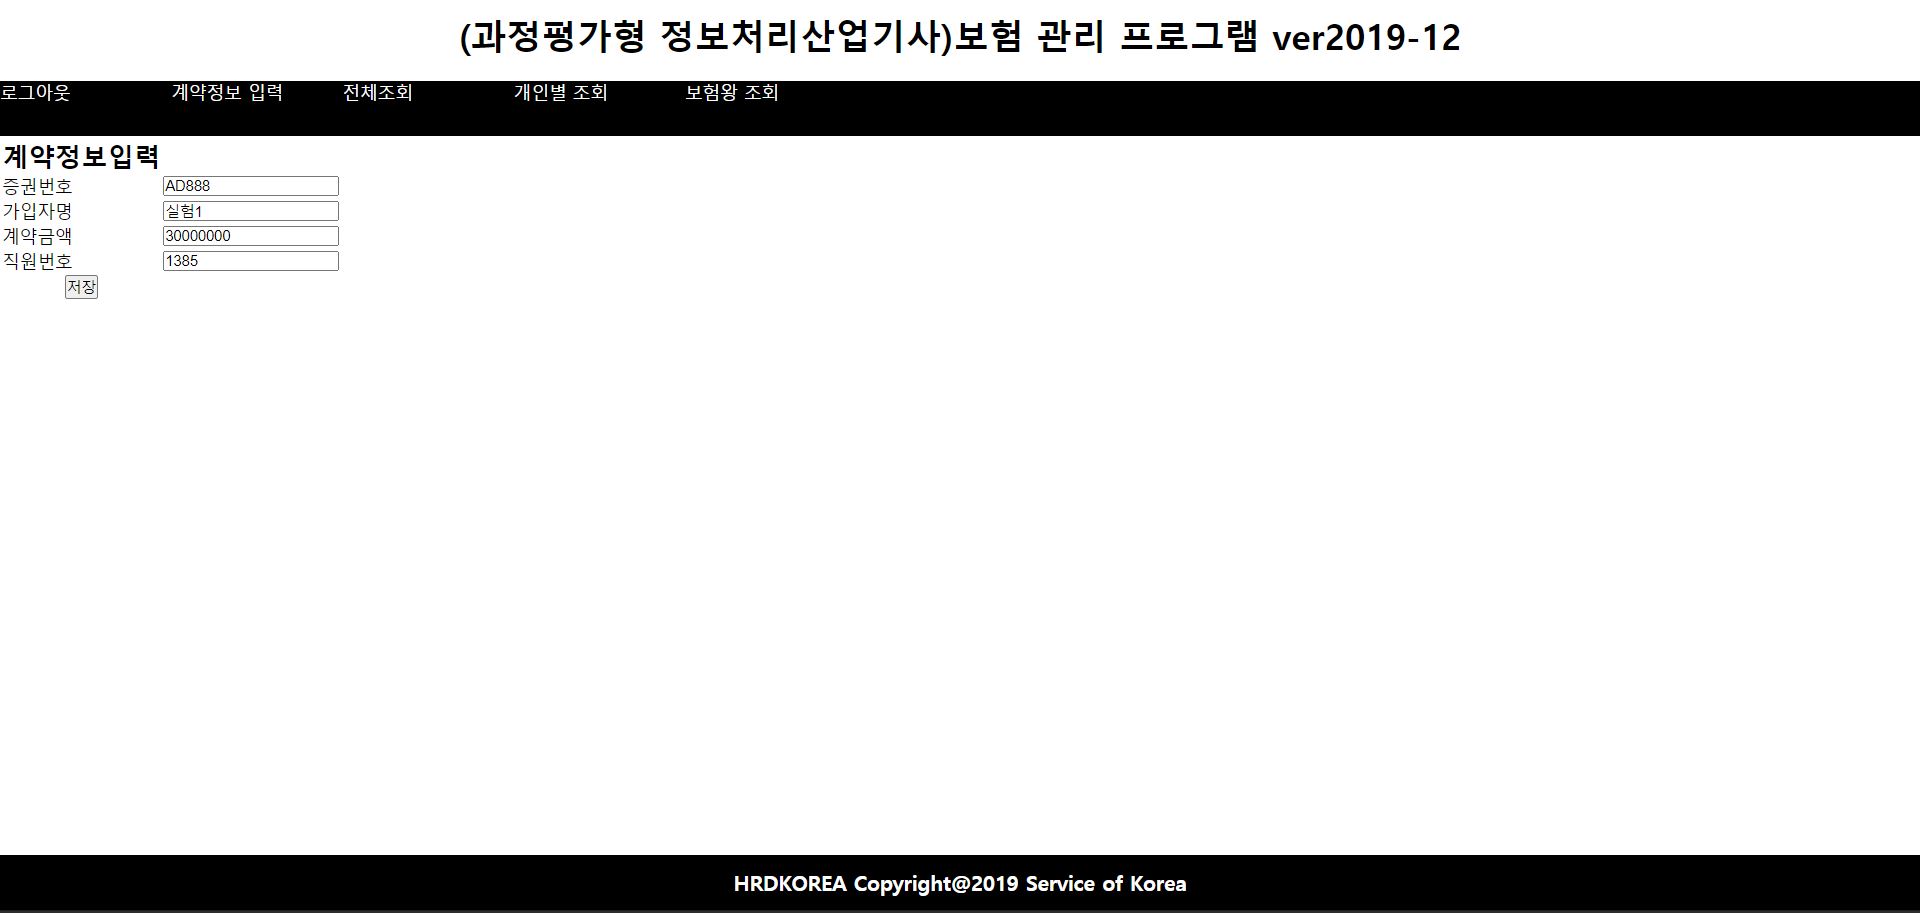 (과정평가형 정보처리산업기사)보험 관리 프로그램 ver2019-12
로그아웃 계약정보 입력 전체조회 개인별 조회 보험왕 조회
계약정보입력
증권번호 AD888
가입자명 실험1
계약금액 30000000
직원번호 1385
저장
HRDKOREA Copyright@2019 Service of Korea